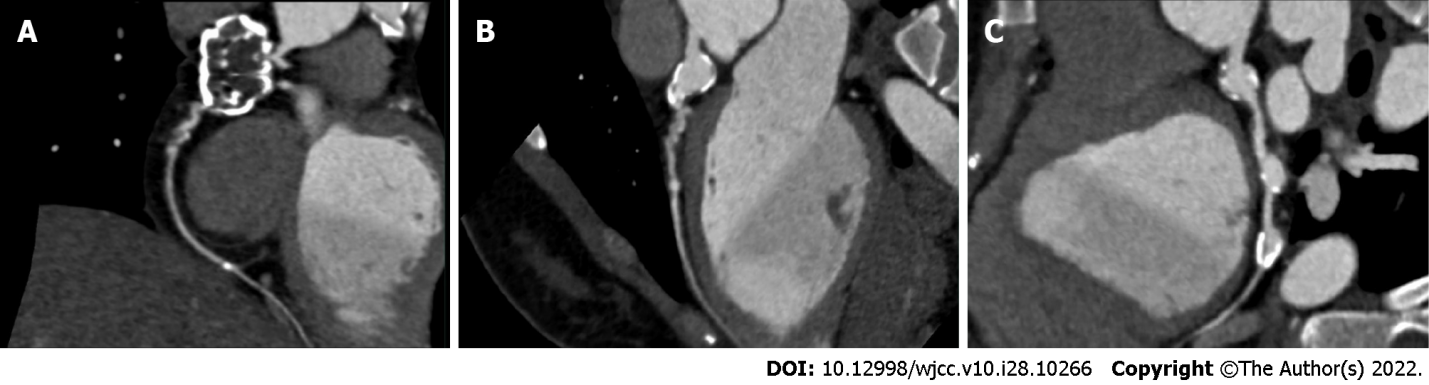 A
B
C
DOI: 10.12998/wjcc.v10.i28.10266 Copyright ©The Author(s) 2022.